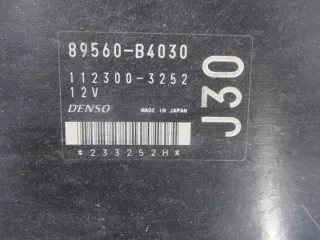 89560-B4030
112300-3252
12V
DENSO MADE IN JAPAN
*233252H*
J30